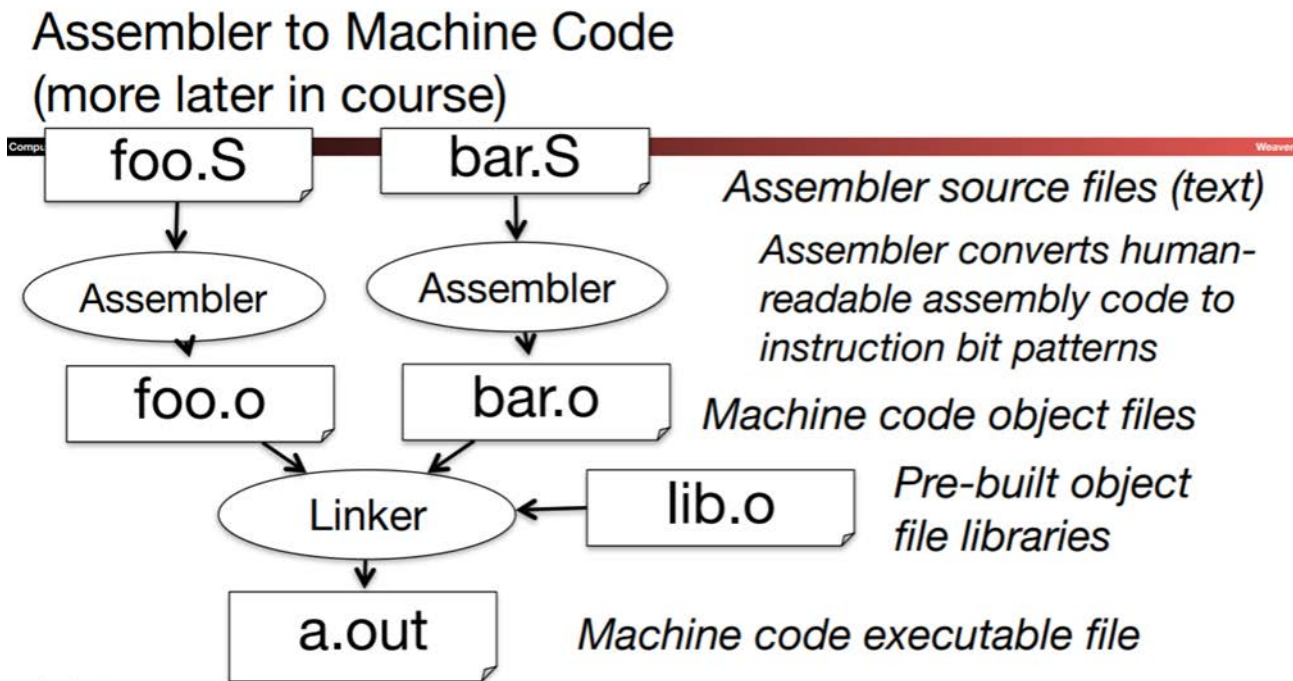 Assembler to Machine Code
(more later in course)
Compu
Weaver
foo.S
bar.S
Assembler source files (text)
Assembler
Assembler
Assembler converts human-
readable assembly code to
instruction bit patterns
foo.o
bar.o
Machine code object files
Linker
lib.o
Pre-built object
file libraries
a.out
Machine code executable file